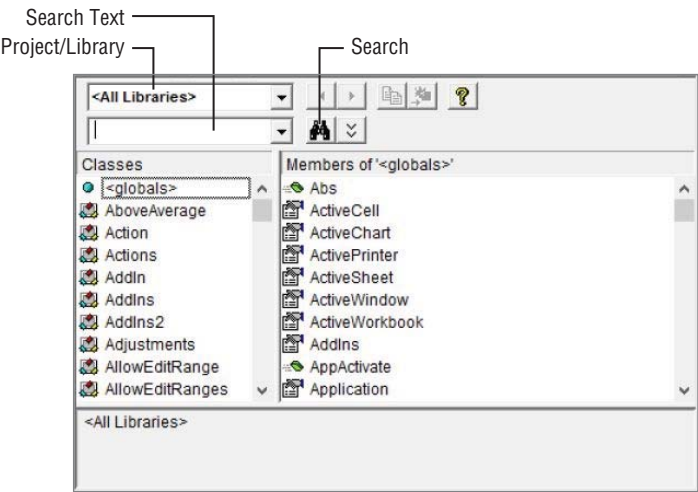 Search Text
Project/Library
Search
<All Libraries>
?
Classes
<globals>
AboveAverage
Action
Actions
AddIn
AddIns
AddIns2
Adjustments
AllowEditRange
AllowEditRanges
Members of '<globals>'
Abs
ActiveCell
ActiveChart
ActivePrinter
ActiveSheet
ActiveWindow
ActiveWorkbook
AddIns
AppActivate
Application
<All Libraries>